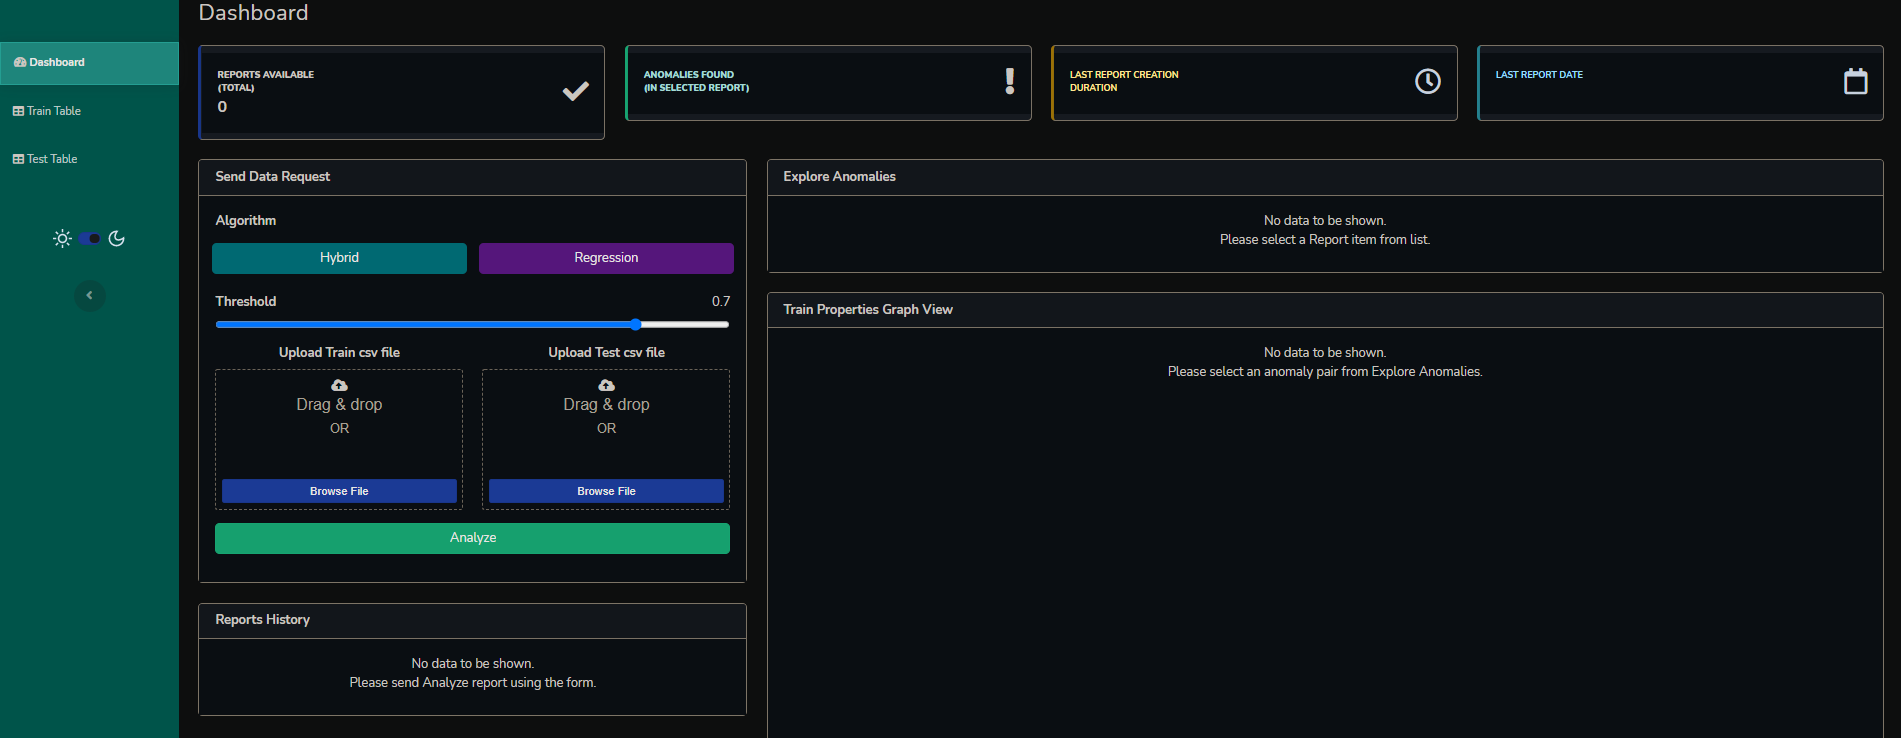 Dashboard
Dashboard
Train Table
Test Table
REPORTS AVAILABLE
(TOTAL)
0
ANOMALIES FOUND
(IN SELECTED REPORT)
LAST REPORT CREATION
DURATION
LAST REPORT DATE
Send Data Request
Algorithm
Hybrid
Regression
Threshold
0.7
Upload Train csv file
Upload Test csv file
Drag & drop
OR
Browse File
Drag & drop
OR
Browse File
Analyze
Reports History
No data to be shown.
Please send Analyze report using the form.
Explore Anomalies
No data to be shown.
Please select a Report item from list.
Train Properties Graph View
No data to be shown.
Please select an anomaly pair from Explore Anomalies.